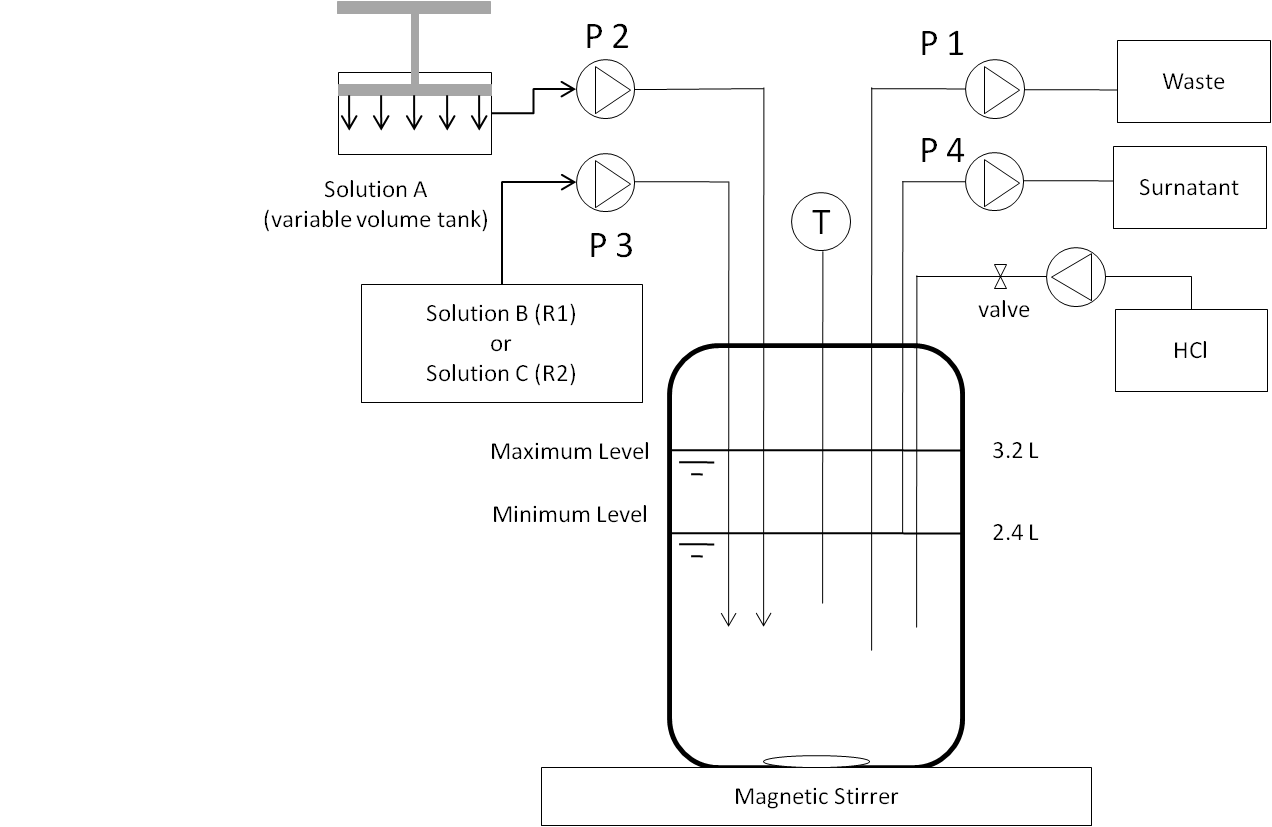 P 2
P 1
Waste
P 4
Solution A
(variable volume tank)
Surnatant
T
P 3
valve
Solution B (R1)
or
Solution C (R2)
HCl
Maximum Level
3.2 L
Minimum Level
2.4 L
Magnetic Stirrer